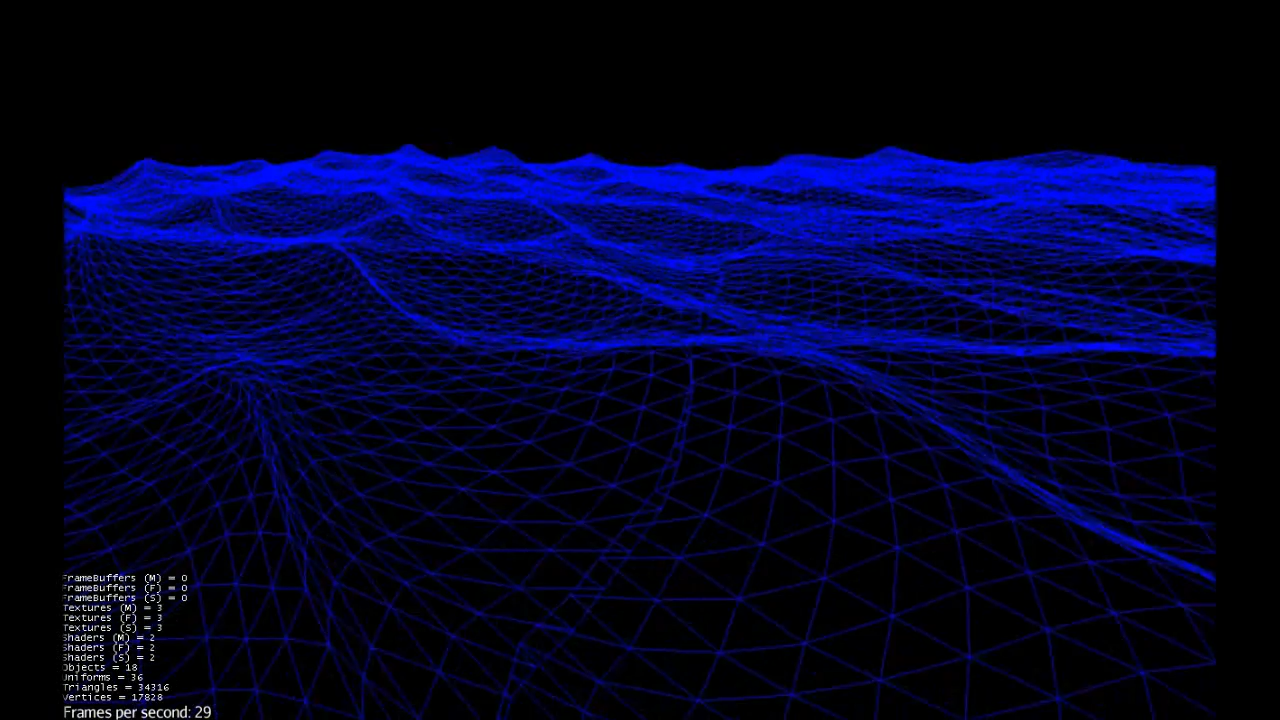 FrameBuffers (M) = 0
FrameBuffers (F) = 0
FrameBuffers (S) = 0
Textures (M) = 3
Textures (F) = 3
Textures (S) = 3
Shaders (M) = 2
Shaders (F) = 2
Shaders (S) = 2
Objects = 18
Uniforms = 36
Triangles = 34316
Vertices = 17828
Frames per second: 29